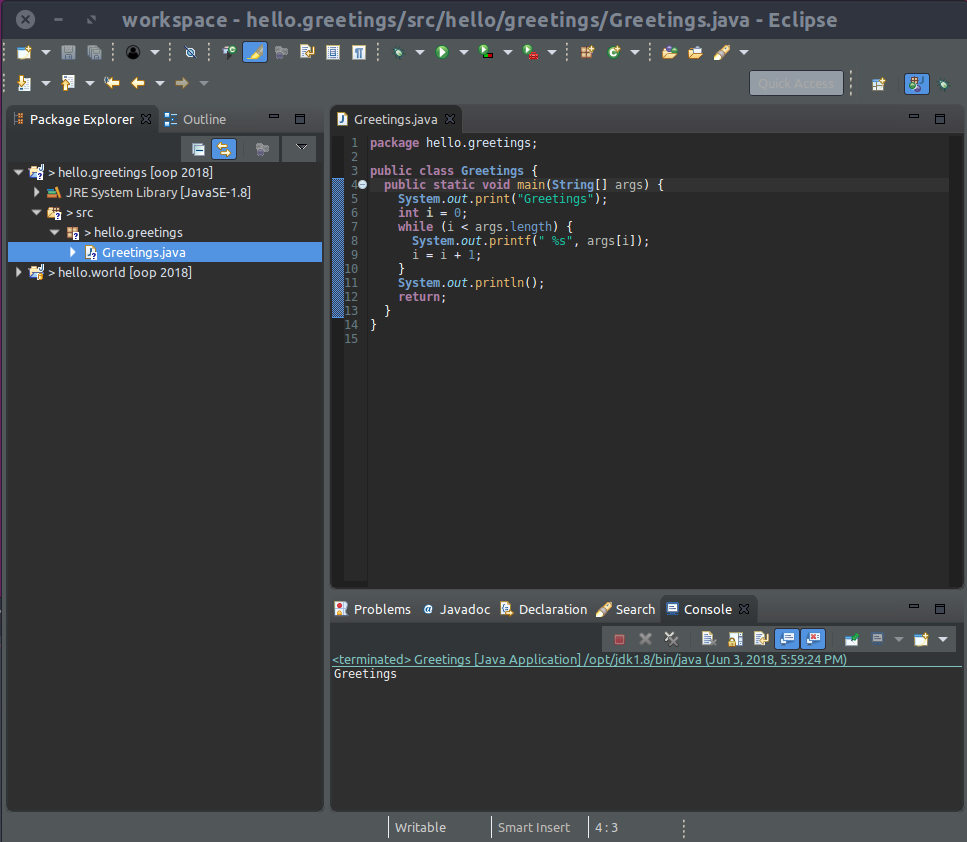 workspace - hello.greetings/src/hello/greetings/Greetings.java - Eclipse
Quick Access
Package Explorer
Outline
> hello.greetings [oop 2018]
JRE System Library [JavaSE-1.8]
> src
> hello.greetings
Greetings.java
> hello.world [oop 2018]
Greetings.java
1 package hello.greetings;
2
3 public class Greetings {
4 public static void main(String[] args) {
5 System.out.print("Greetings");
6 int i = 0;
7 while (i < args.length) {
8 System.out.printf(" %s", args[i]);
9 i = i + 1;
10 }
11 System.out.println();
12 return;
13 }
14 }
15
Problems @ Javadoc Declaration Search Console
<terminated> Greetings [Java Application] /opt/jdk1.8/bin/java (Jun 3, 2018, 5:59:24 PM)
Greetings
Writable Smart Insert 4 : 3